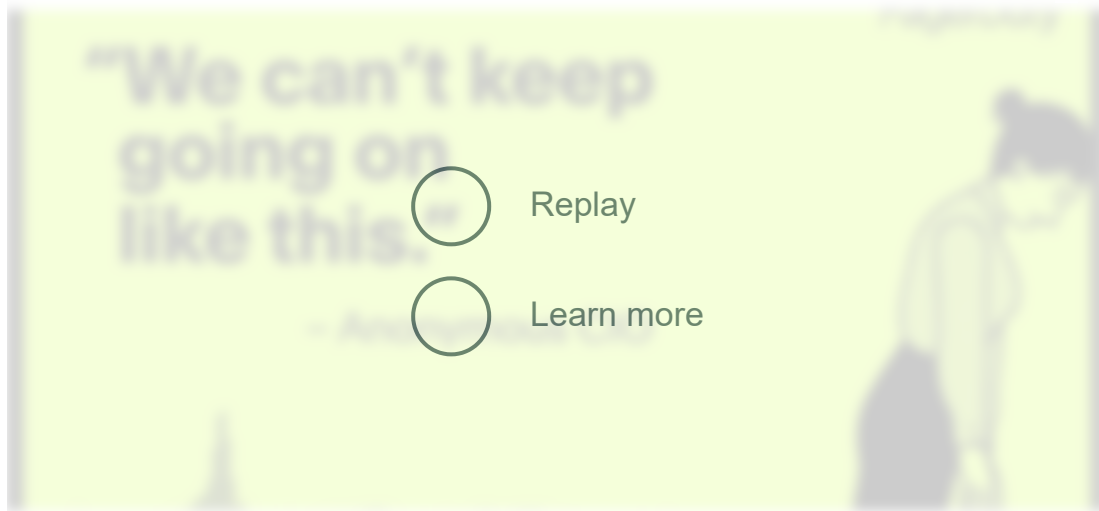 “We can’t keep
going on
like this.“
Replay
Learn more